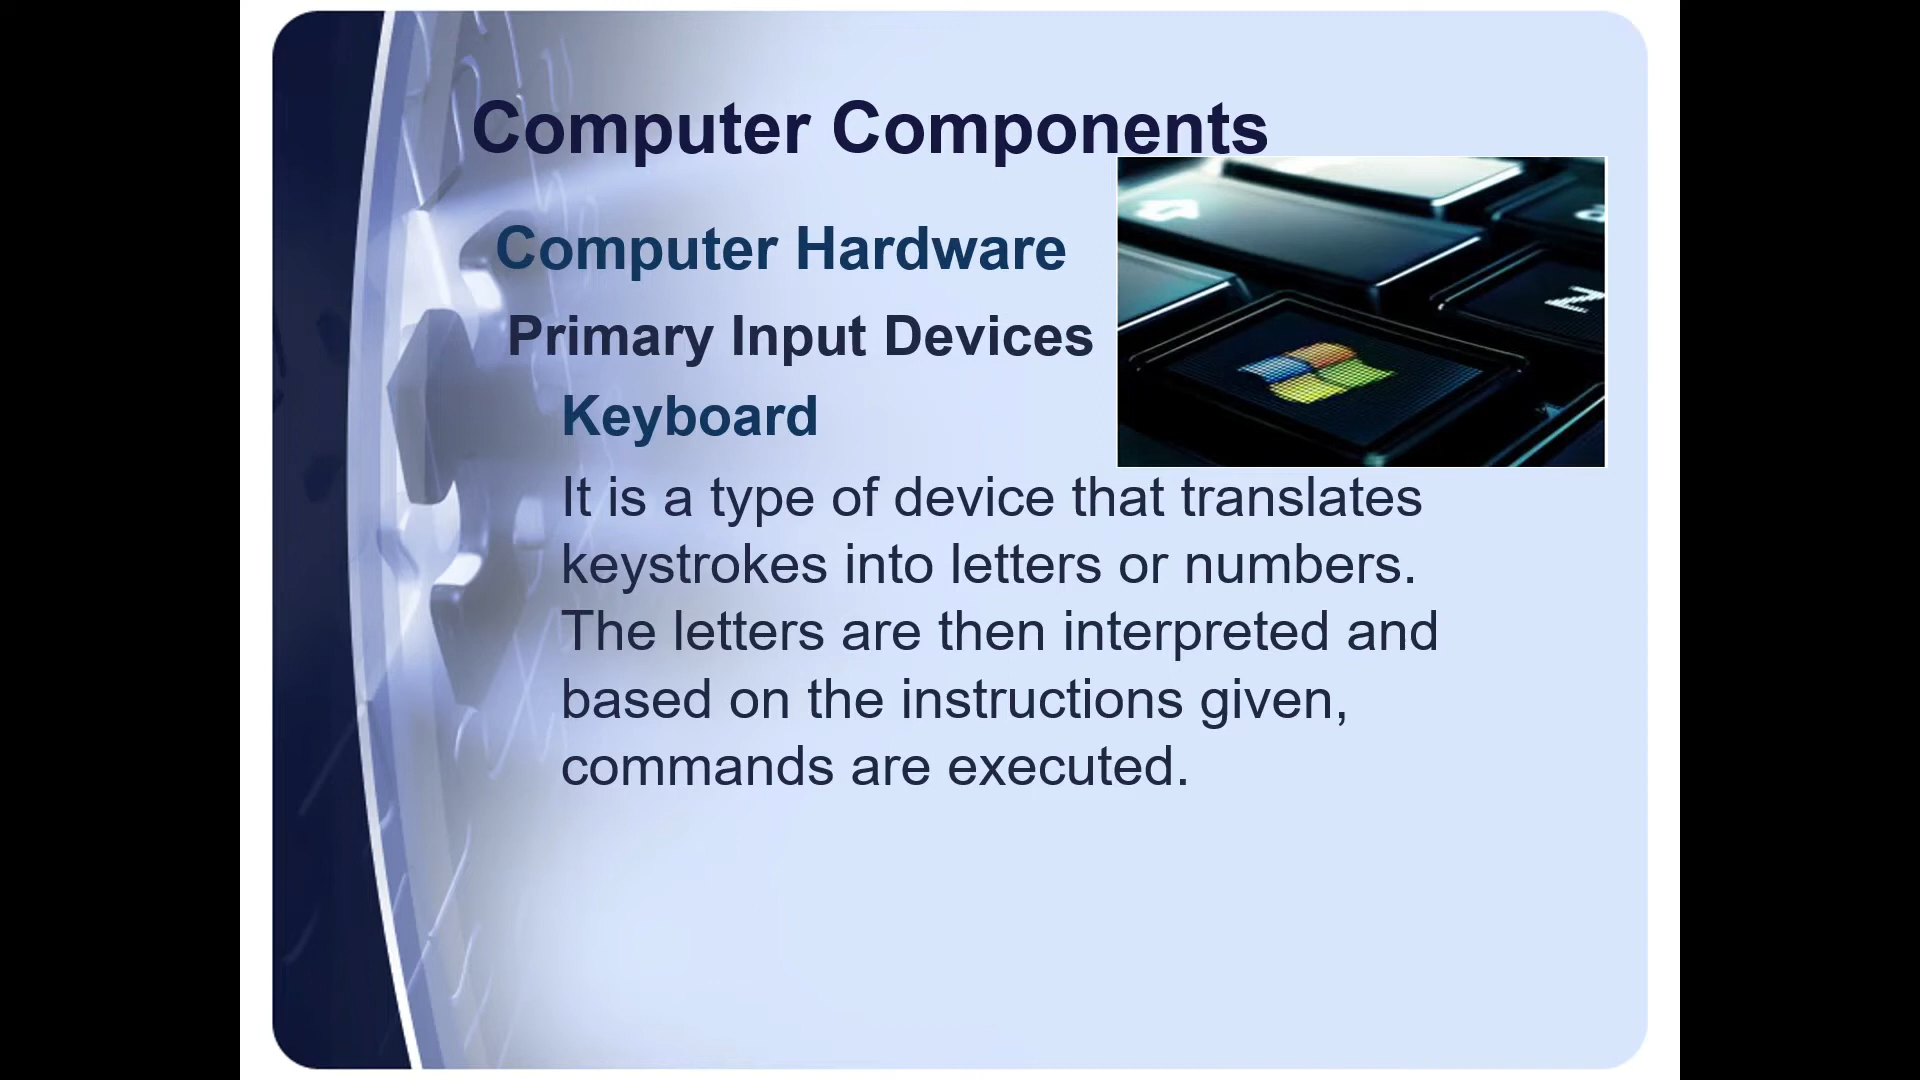 Computer Components
Computer Hardware
Primary Input Devices
Keyboard
It is a type of device that translates
keystrokes into letters or numbers.
The letters are then interpreted and
based on the instructions given,
commands are executed.